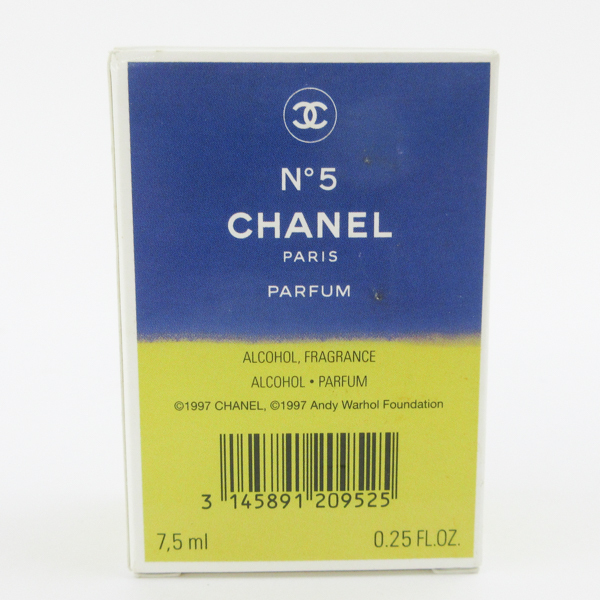 N°5
CHANEL
PARIS
PARFUM
ALCOHOL, FRAGRANCE
ALCOHOL • PARFUM
©1997 CHANEL, ©1997 Andy Warhol Foundation
3 145891 209525
7,5 ml 0.25 FL.OZ.